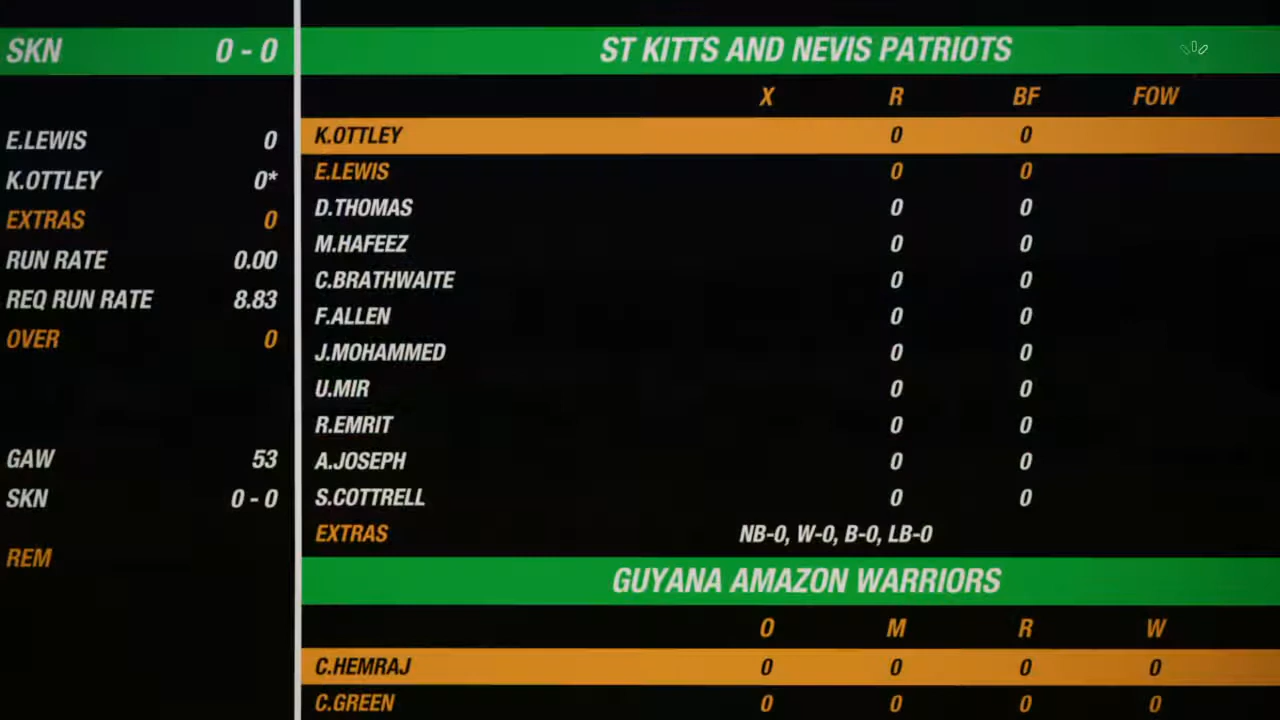 SKN 0 - 0
E.LEWIS 0
K.OTTLEY 0*
EXTRAS 0
RUN RATE 0.00
REQ RUN RATE 8.83
OVER 0
GAW 53
SKN 0 - 0
REM
ST KITTS AND NEVIS PATRIOTS
X R BF FOW
K.OTTLEY 0 0
E.LEWIS 0 0
D.THOMAS 0 0
M.HAFEEZ 0 0
C.BRATHWAITE 0 0
F.ALLEN 0 0
J.MOHAMMED 0 0
U.MIR 0 0
R.EMRIT 0 0
A.JOSEPH 0 0
S.COTTRELL 0 0
EXTRAS NB-0, W-0, B-0, LB-0
GUYANA AMAZON WARRIORS
O M R W
C.HEMRAJ 0 0 0 0
C.GREEN 0 0 0 0